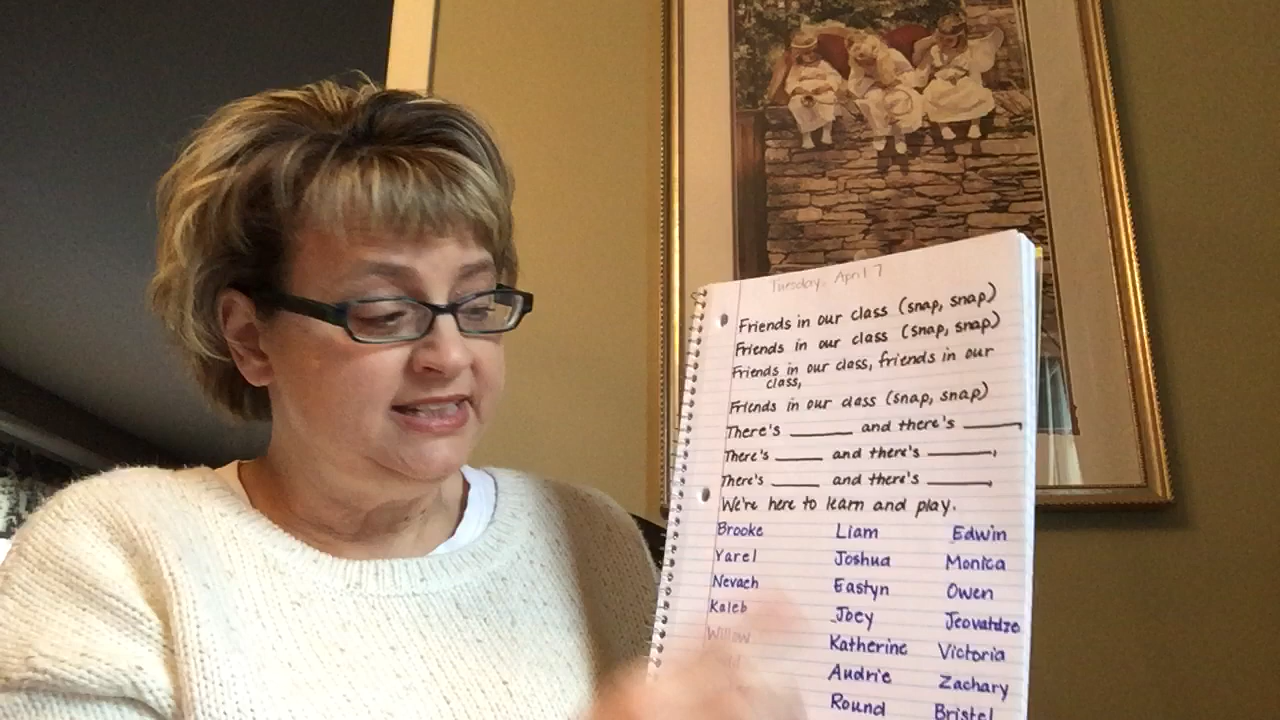 Tuesday, April 7
Friends in our class (snap, snap)
Friends in our class (snap, snap)
Friends in our class, friends in our
class,
Friends in our class (snap, snap)
There's ______ and there's ______,
There's ______ and there's ______,
There's ______ and there's ______,
We're here to learn and play.
Brooke Liam Edwin
Yarel Joshua Monica
Nevaeh Eastyn Owen
Kaleb Joey
Willow Katherine Victoria
Audrie Zachary
Round Bristel